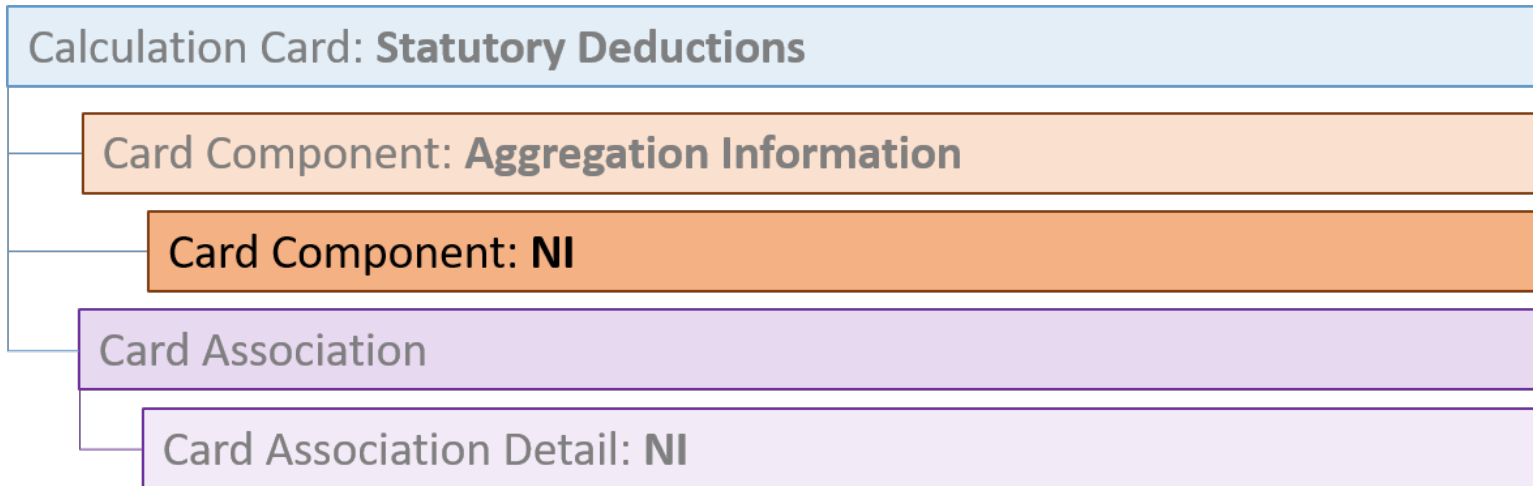 Calculation Card: Statutory Deductions
Card Component: Aggregation Information
Card Component: NI
Card Association
Card Association Detail: NI